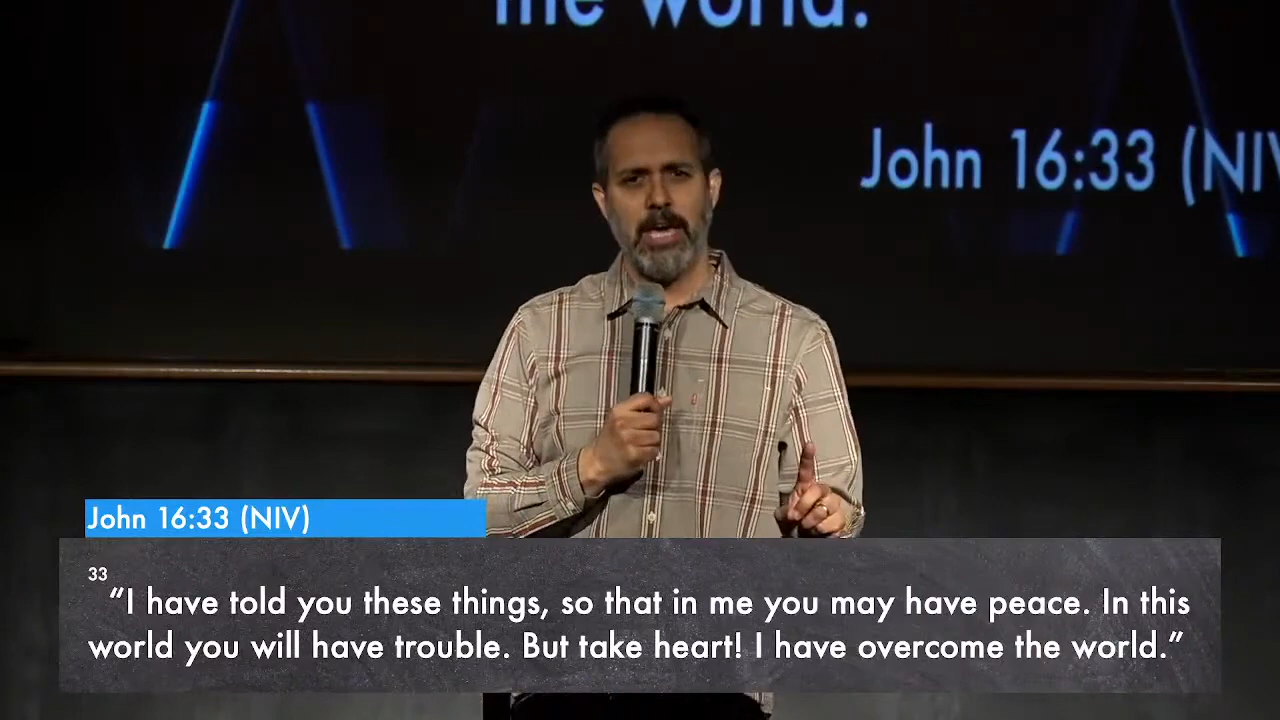 the world.
John 16:33 (NIV
John 16:33 (NIV)
33
“I have told you these things, so that in me you may have peace. In this
world you will have trouble. But take heart! I have overcome the world.”